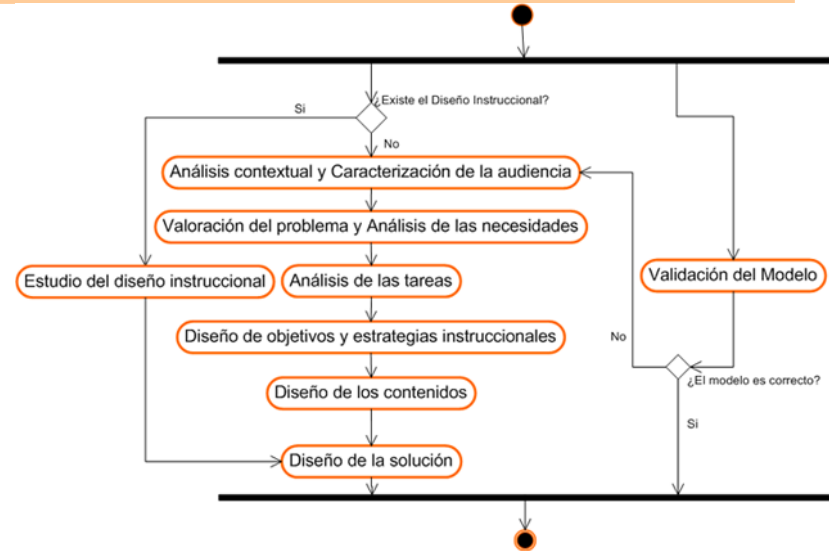 ¿Existe el Diseño Instruccional?
Si
No
Análisis contextual y Caracterización de la audiencia
Valoración del problema y Análisis de las necesidades
Estudio del diseño instruccional
Análisis de las tareas
Validación del Modelo
Diseño de objetivos y estrategias instruccionales
No
¿El modelo es correcto?
Diseño de los contenidos
Si
Diseño de la solución